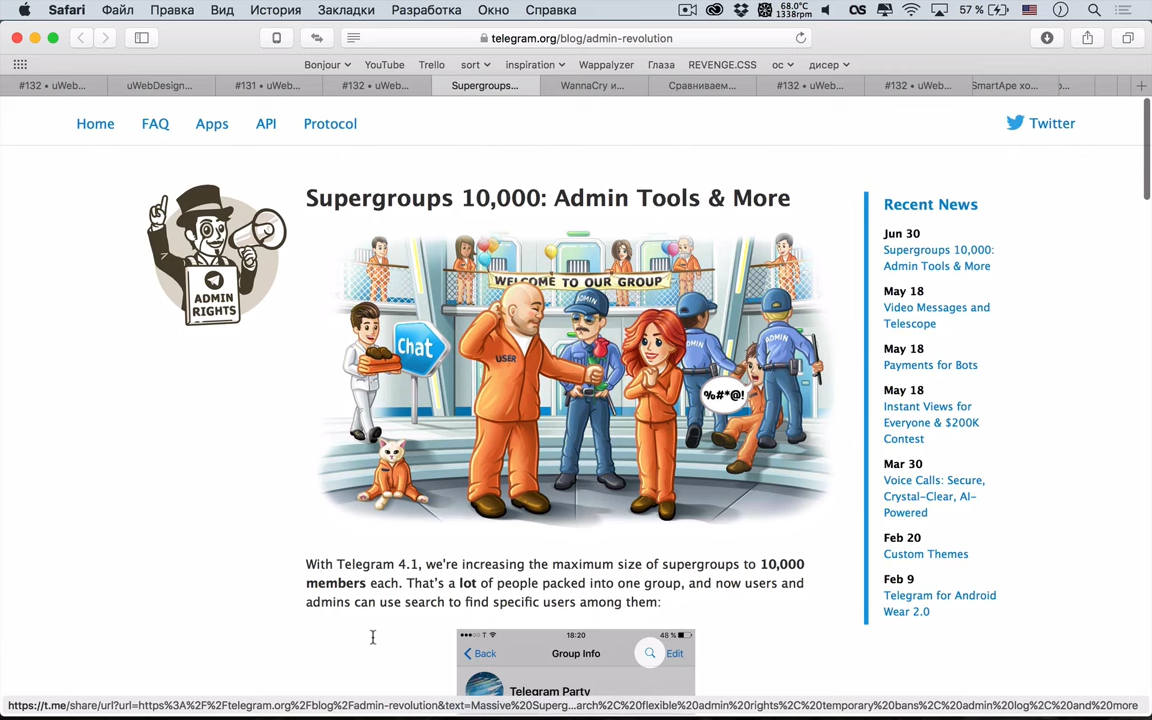 Safari Файл Правка Вид История Закладки Разработка Окно Справка 68.0°C 1338rpm 57 %
telegram.org/blog/admin-revolution
Bonjour YouTube Trello sort inspiration Wappalyzer Глаза REVENGE.CSS ос дисер
#132 • uWeb... uWebDesign... #131 • uWeb... #132 • uWeb... Supergroups... WannaCry и... Сравниваем... #132 • uWeb... #132 • uWeb... SmartApe хо...
Home FAQ Apps API Protocol Twitter
Supergroups 10,000: Admin Tools & More
ADMIN
RIGHTS
WELCOME TO OUR GROUP
ADMIN
Chat
USER
ADMIN
ADMIN
%#*@!
With Telegram 4.1, we're increasing the maximum size of supergroups to 10,000
members each. That's a lot of people packed into one group, and now users and
admins can use search to find specific users among them:
18:20 48 %
Back Group Info Edit
Telegram Party
Recent News
Jun 30
Supergroups 10,000:
Admin Tools & More
May 18
Video Messages and
Telescope
May 18
Payments for Bots
May 18
Instant Views for
Everyone & $200K
Contest
Mar 30
Voice Calls: Secure,
Crystal-Clear, AI-
Powered
Feb 20
Custom Themes
Feb 9
Telegram for Android
Wear 2.0
https://t.me/share/url?url=https%3A%2F%2Ftelegram.org%2Fblog%2Fadmin-revolution&text=Massive%20Superg...arch%2C%20flexible%20admin%20rights%2C%20temporary%20bans%2C%20admin%20log%2C%20and%20more